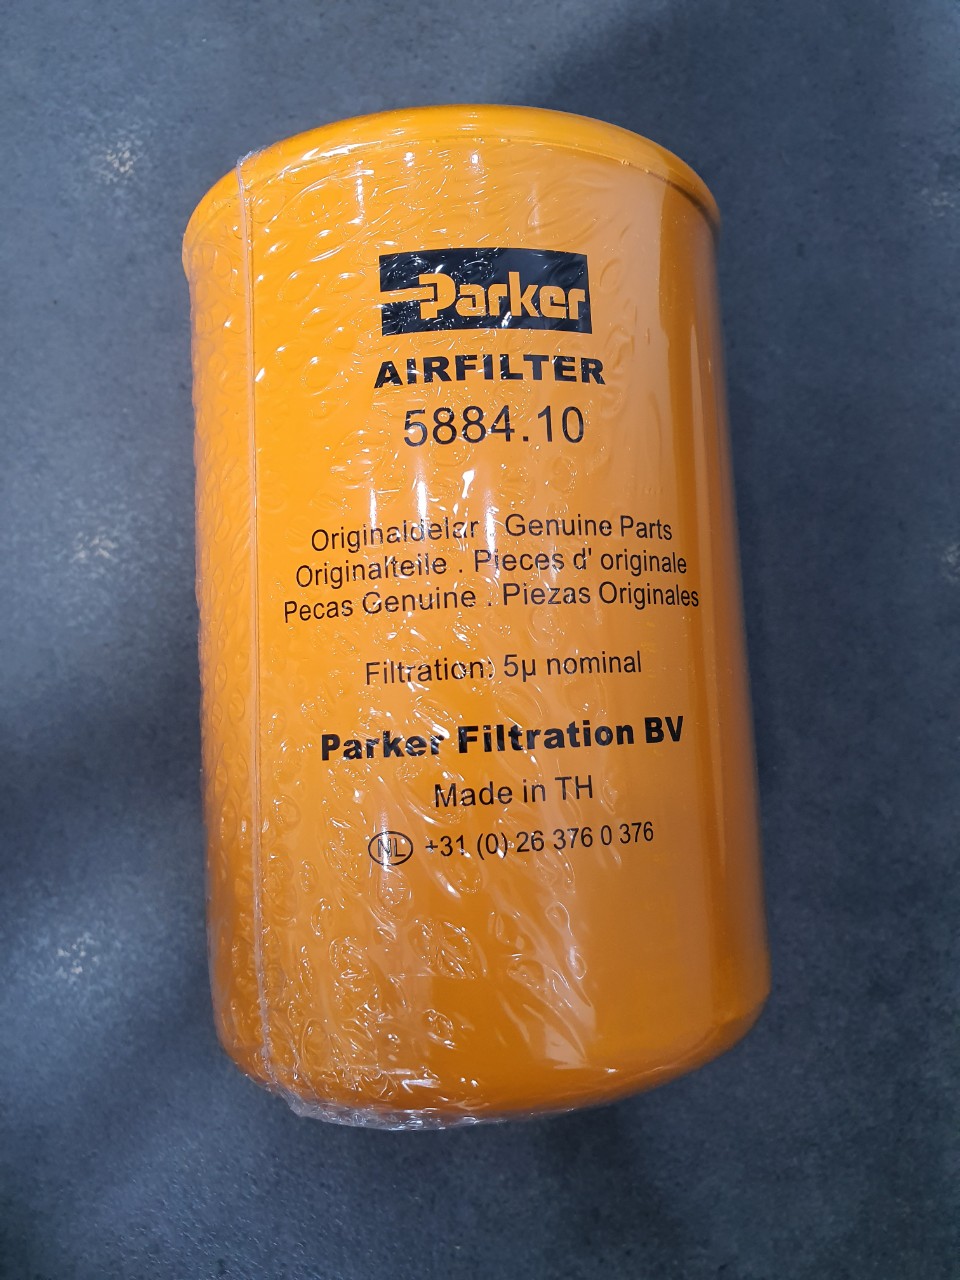 Parker
AIRFILTER
5884.10
Originaldelar . Genuine Parts
Originalteile . Pieces d' originale
Pecas Genuine . Piezas Originales
Filtration: 5µ nominal
Parker Filtration BV
Made in TH
NL +31 (0) 26 376 0 376